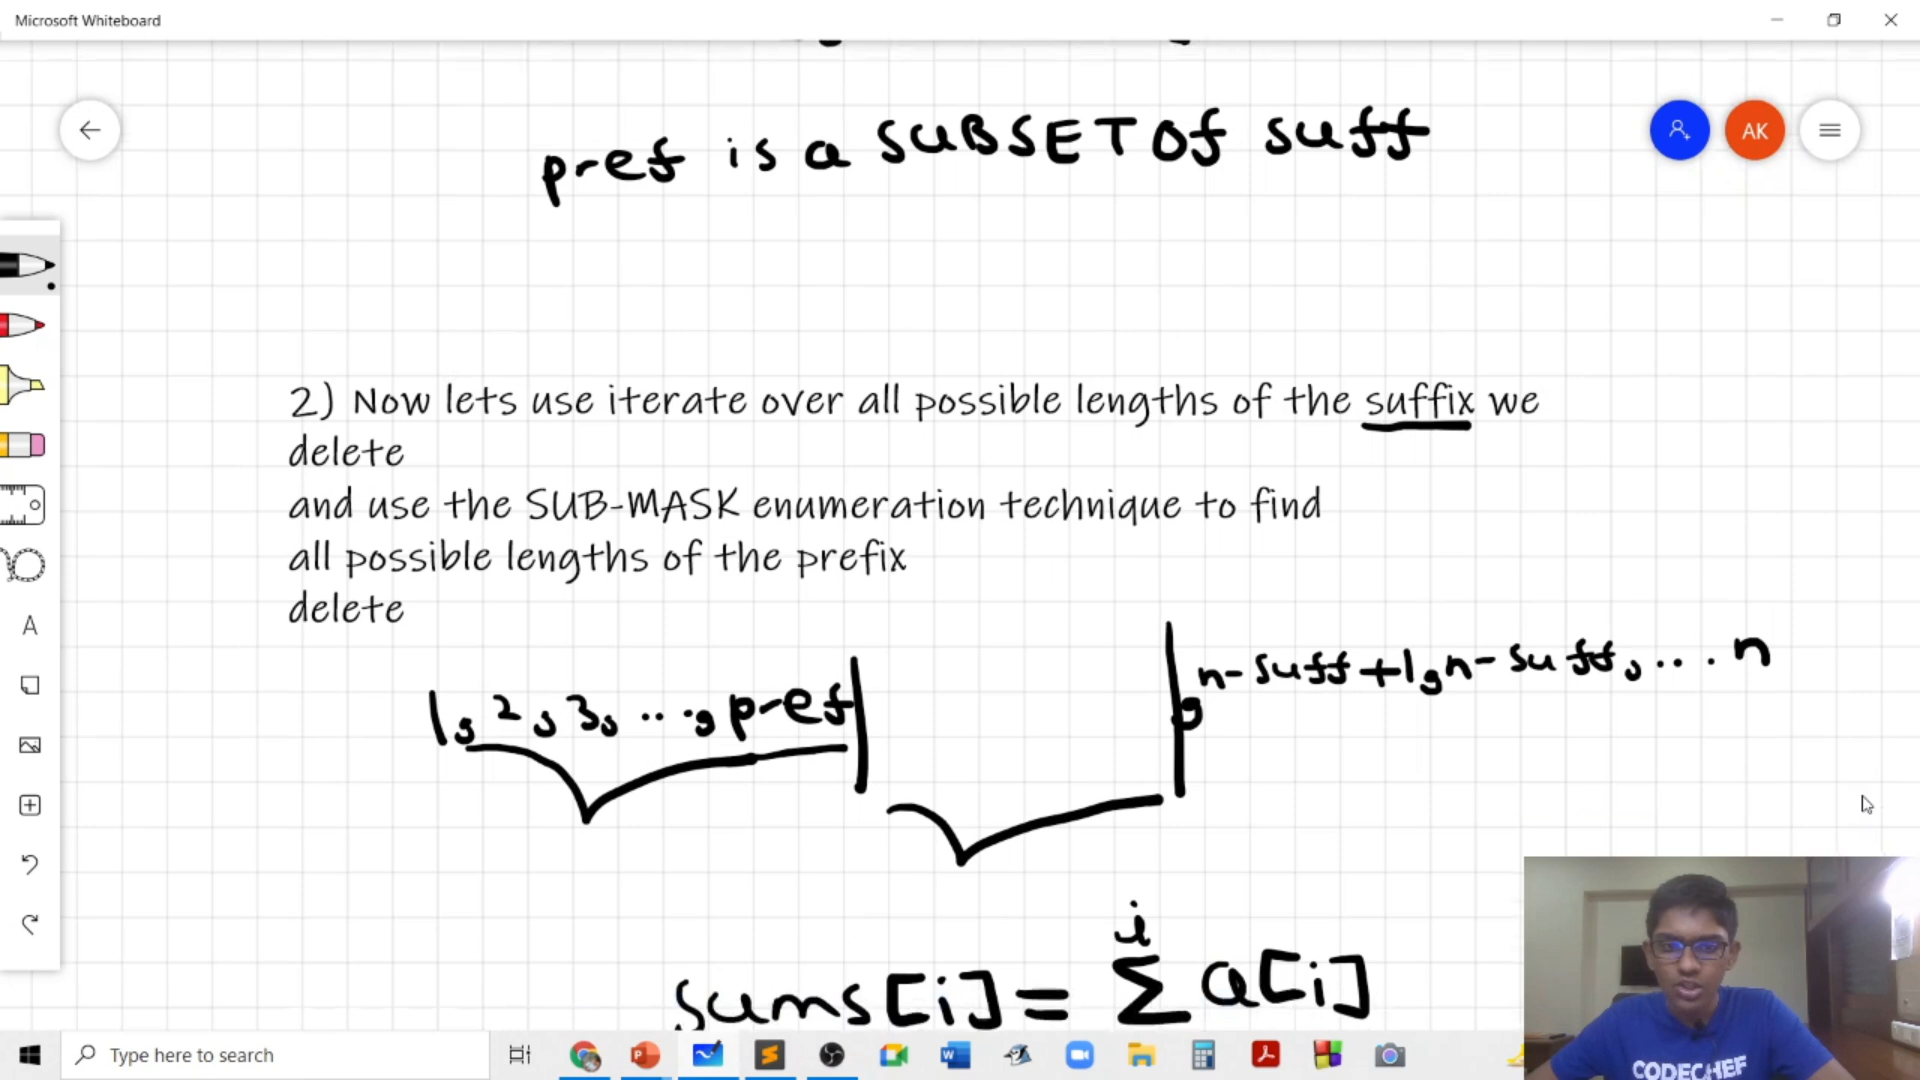 Microsoft Whiteboard
pref is a SUBSET Of suff
AK
2) Now lets use iterate over all possible lengths of the suffix we
delete
and use the SUB-MASK enumeration technique to find
all possible lengths of the prefix
delete
A
1, 2, 3, ..., pref
, n-suff+1, n-suff, ... n
i
sums[i] = Σ a[i]
Type here to search
CODECHEF